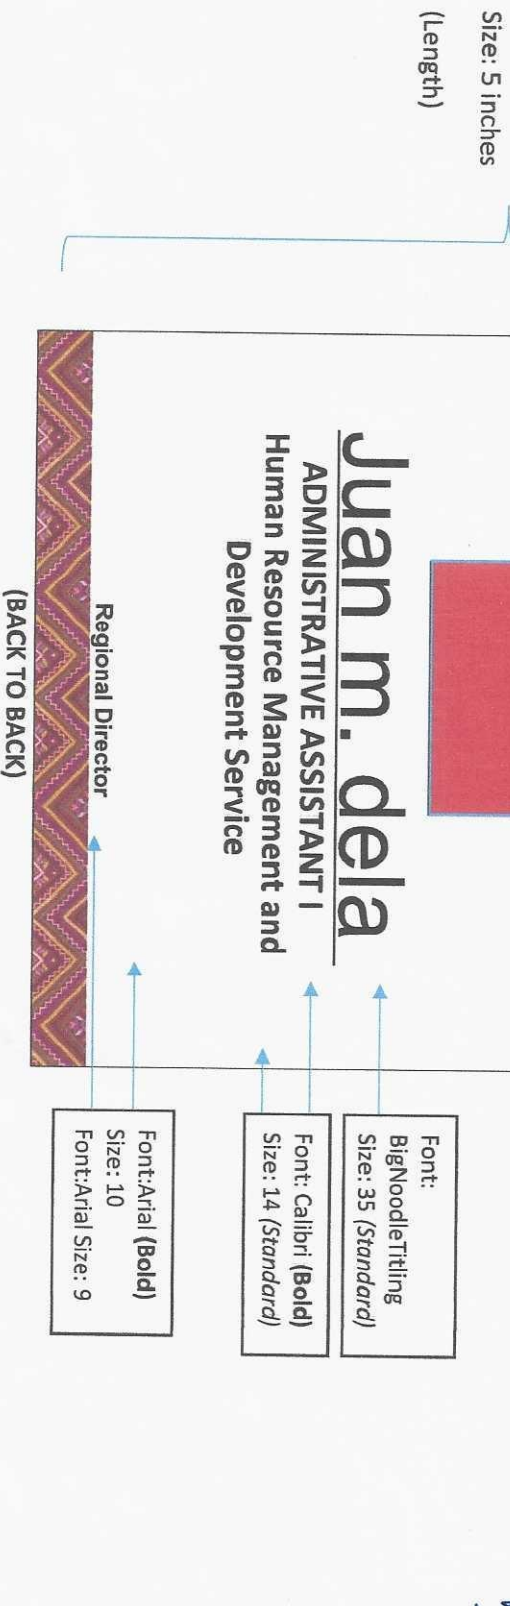 Size: 5 inches
(Length)
Juan m. dela
ADMINISTRATIVE ASSISTANT I
Human Resource Management and
Development Service
Regional Director
(BACK TO BACK)
Font:
BigNoodleTitling
Size: 35 (Standard)
Font: Calibri (Bold)
Size: 14 (Standard)
Font:Arial (Bold)
Size: 10
Font:Arial Size: 9